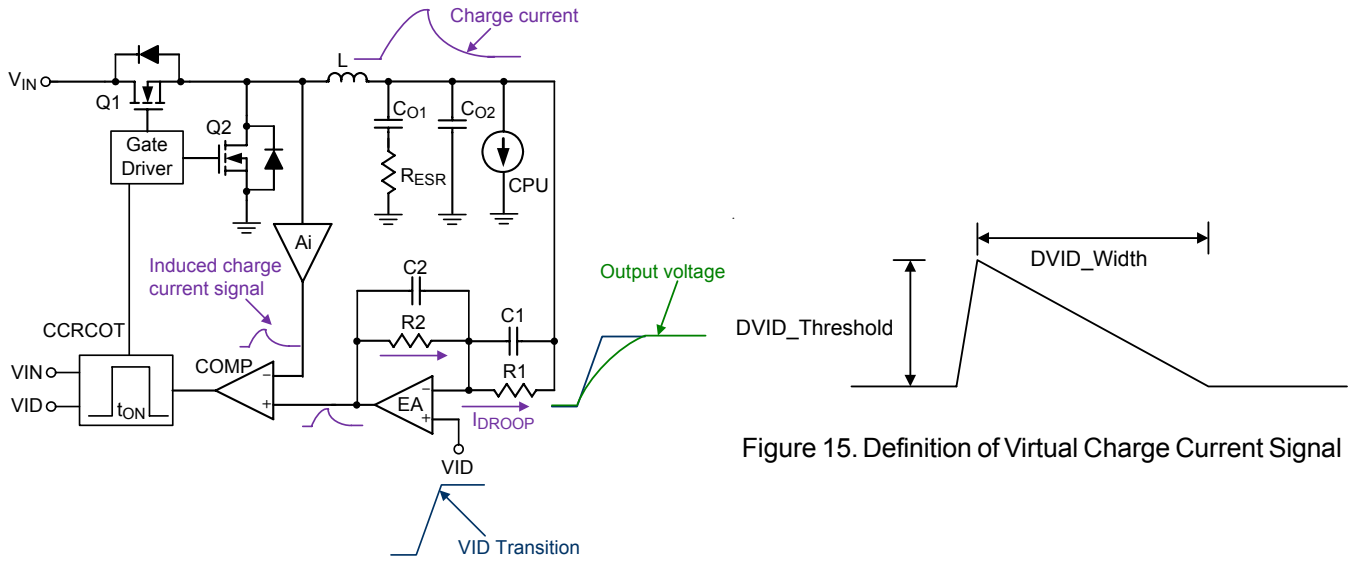 Charge current
L
VIN
Q1
CO1
CO2
Q2
Gate
Driver
RESR
CPU
Ai
Induced charge
current signal
C2
Output voltage
DVID_Width
DVID_Threshold
CCRCOT
R2
C1
COMP
R1
VIN
VID
tON
−
+
EA
−
+
IDROOP
VID
Figure 15. Definition of Virtual Charge Current Signal
VID Transition